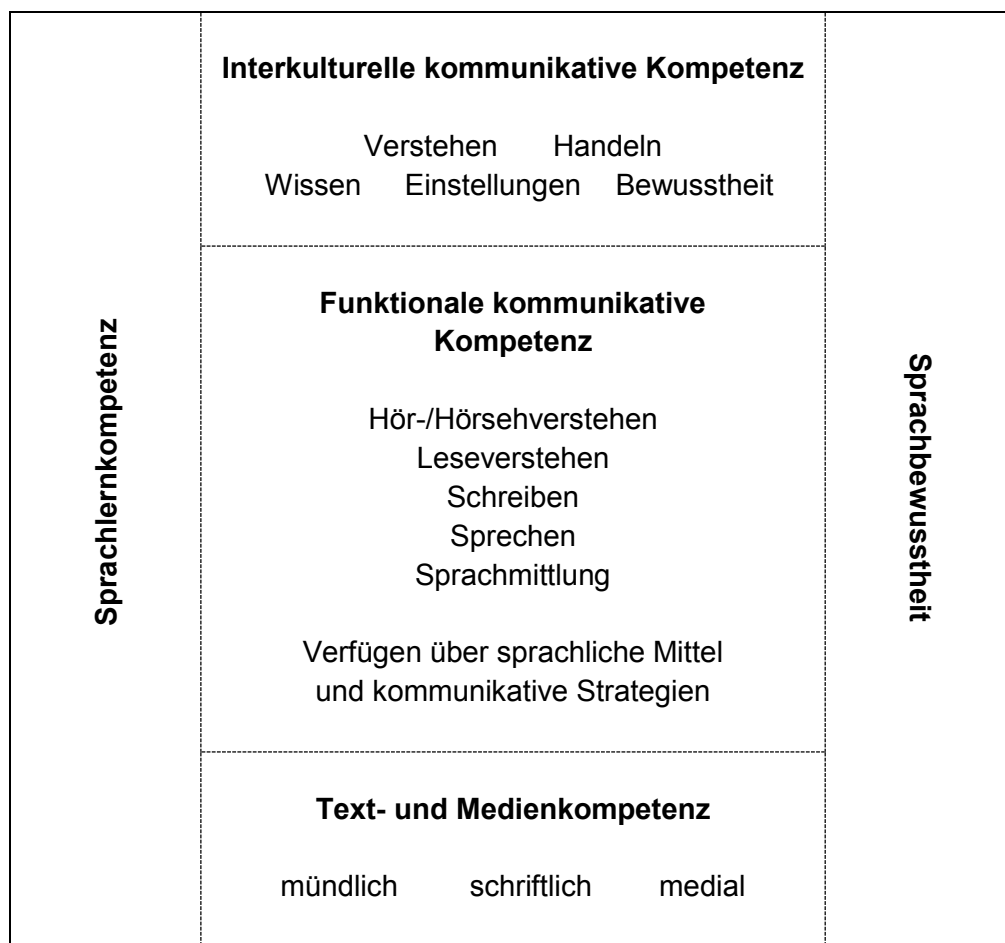 Sprachlernkompetenz
Interkulturelle kommunikative Kompetenz
Verstehen Handeln
Wissen Einstellungen Bewusstheit
Funktionale kommunikative
Kompetenz
Hör-/Hörsehverstehen
Leseverstehen
Schreiben
Sprechen
Sprachmittlung
Verfügen über sprachliche Mittel
und kommunikative Strategien
Text- und Medienkompetenz
mündlich schriftlich medial
Sprachbewusstheit